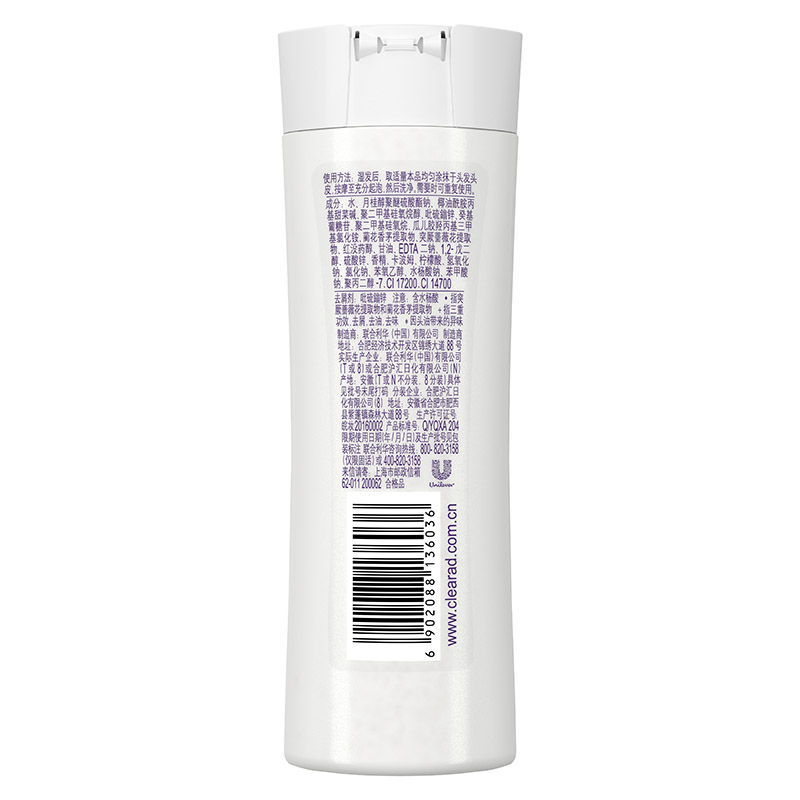 使用方法：湿发后，取适量本品均匀涂抹于头发头
皮，按摩至充分起泡，然后洗净。需要时可重复使用。
成分：水、月桂醇聚醚硫酸酯钠、椰油酰胺丙
基甜菜碱、聚二甲基硅氧烷醇、吡硫鎓锌、癸基
葡糖苷、聚二甲基硅氧烷、瓜儿胶羟丙基三甲
基氯化铵、菊花香茅提取物、突厥蔷薇花提取
物、红没药醇、甘油、EDTA 二钠、1,2- 戊二
醇、硫酸锌、香精、卡波姆、柠檬酸、氢氧化
钠、氯化钠、苯氧乙醇、水杨酸钠、苯甲酸
钠、聚丙二醇 -7、CI 17200、CI 14700
去屑剂：吡硫鎓锌 注意：含水杨酸 • 指突
厥蔷薇花提取物和菊花香茅提取物 + 指三重
功效，去屑、去油、去味 • 因头油带来的异味
制造商：联合利华（中国）有限公司 制造商
地址：合肥经济技术开发区锦绣大道 88 号
实际生产企业：联合利华（中国）有限公司
(T 或 8) 或合肥沪汇日化有限公司(N)
产地：安徽 (T 或 N 不分装，8 分装) 具体
见批号末尾打码 分装企业：合肥沪汇日
化有限公司(8) 地址：安徽省合肥市肥西
县紫蓬镇森林大道88号 生产许可证号：
皖妆20160002 产品标准号：Q/YQXA 204
限期使用日期(年/月/日)及生产批号见包
装标注 联合利华咨询热线：800- 820-3158
(仅限固话) 或 400-820-3158
来信请寄：上海市邮政信箱
62-011 200062 合格品
Unilever
www.clearad.com.cn
6 902088 136036